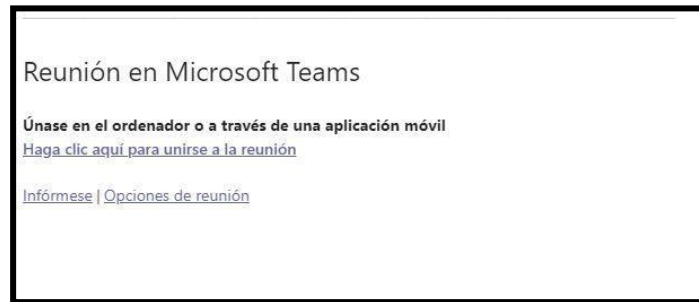 Reunión en Microsoft Teams
Únase en el ordenador o a través de una aplicación móvil
Haga clic aquí para unirse a la reunión
Infórmese | Opciones de reunión